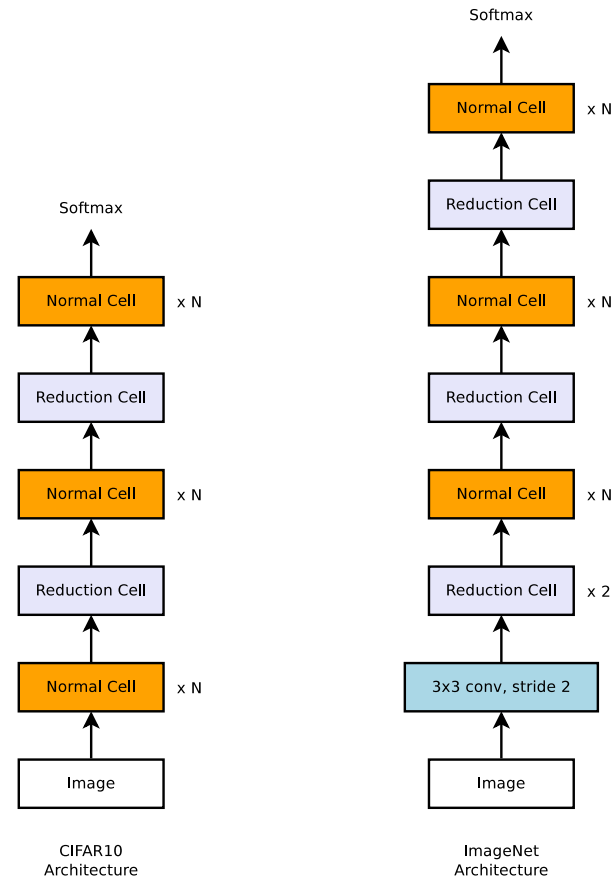 Softmax
Normal Cell
x N
Reduction Cell
Normal Cell
x N
Reduction Cell
Normal Cell
x N
Image
CIFAR10
Architecture
Softmax
Normal Cell
x N
Reduction Cell
Normal Cell
x N
Reduction Cell
Normal Cell
x N
Reduction Cell
x 2
3x3 conv, stride 2
Image
ImageNet
Architecture